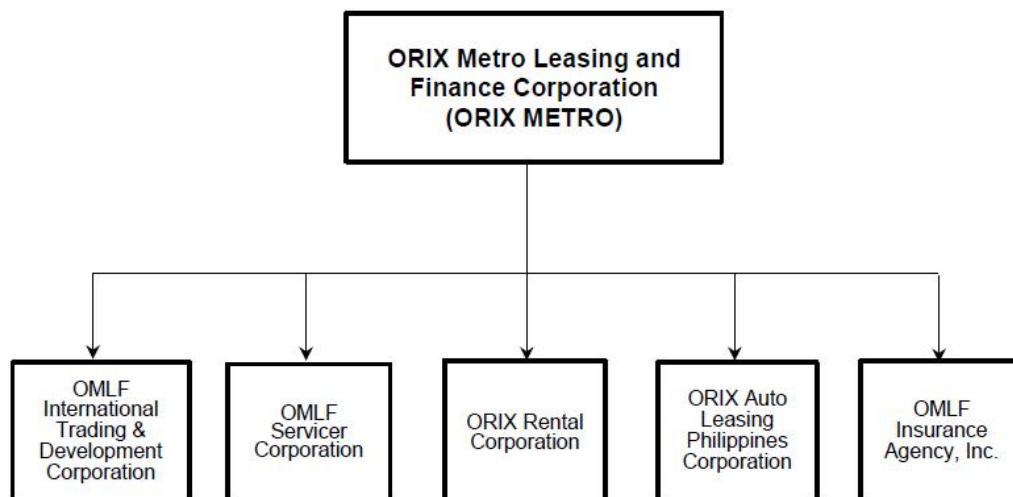 ORIX Metro Leasing and
Finance Corporation
(ORIX METRO)
OMLF
International
Trading &
Development
Corporation
OMLF
Servicer
Corporation
ORIX Rental
Corporation
ORIX Auto
Leasing
Philippines
Corporation
OMLF
Insurance
Agency, Inc.